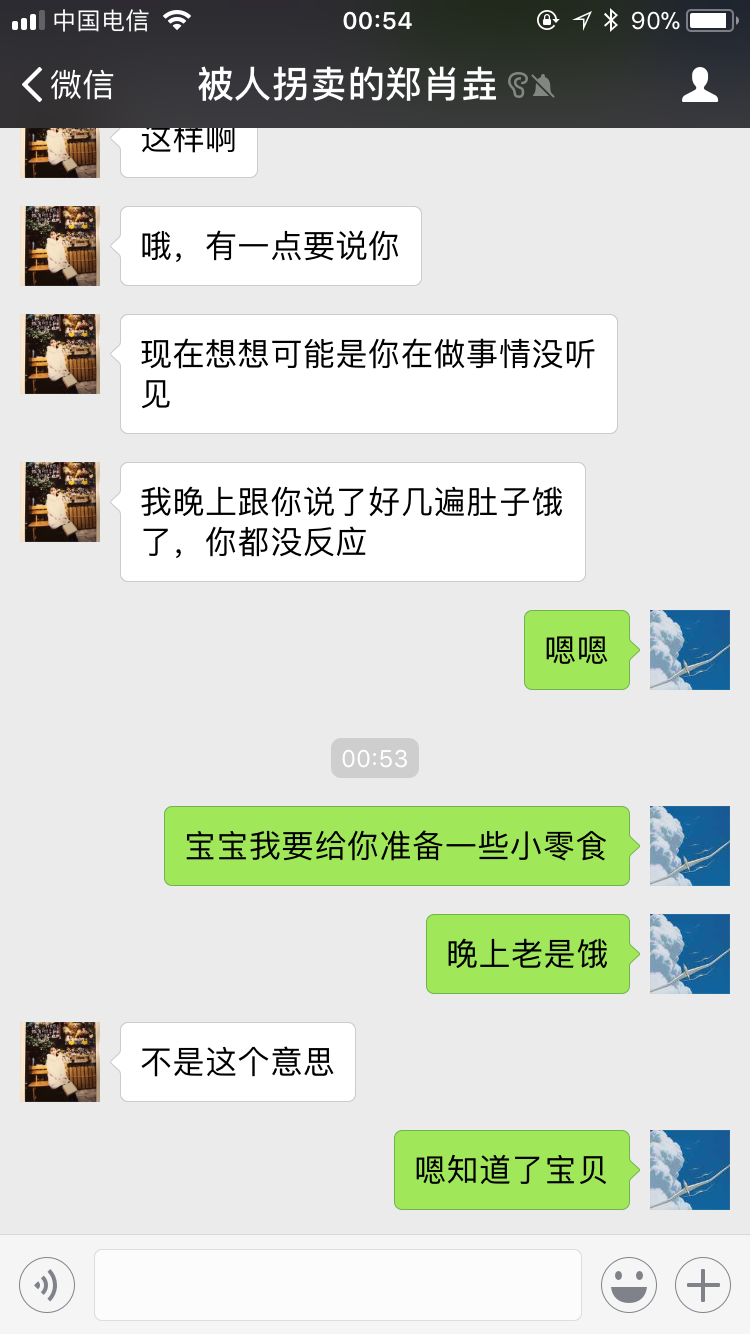 中国电信 00:54 90%
微信 被人拐卖的郑肖垚
这样啊
哦，有一点要说你
现在想想可能是你在做事情没听
见
我晚上跟你说了好几遍肚子饿
了，你都没反应
嗯嗯
00:53
宝宝我要给你准备一些小零食
晚上老是饿
不是这个意思
嗯知道了宝贝